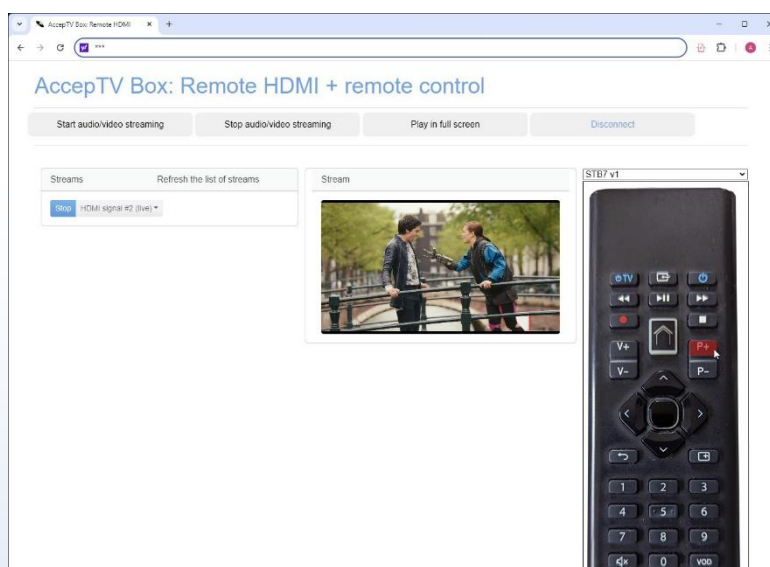 AccepTV Box: Remote HDMI
***
AccepTV Box: Remote HDMI + remote control
Start audio/video streaming Stop audio/video streaming Play in full screen Disconnect
Streams Refresh the list of streams
Stop HDMI signal #2 (live)
Stream
STB7 v1
TV
V+ P+
V- P-
1 2 3
4 5 6
7 8 9
0 VOD